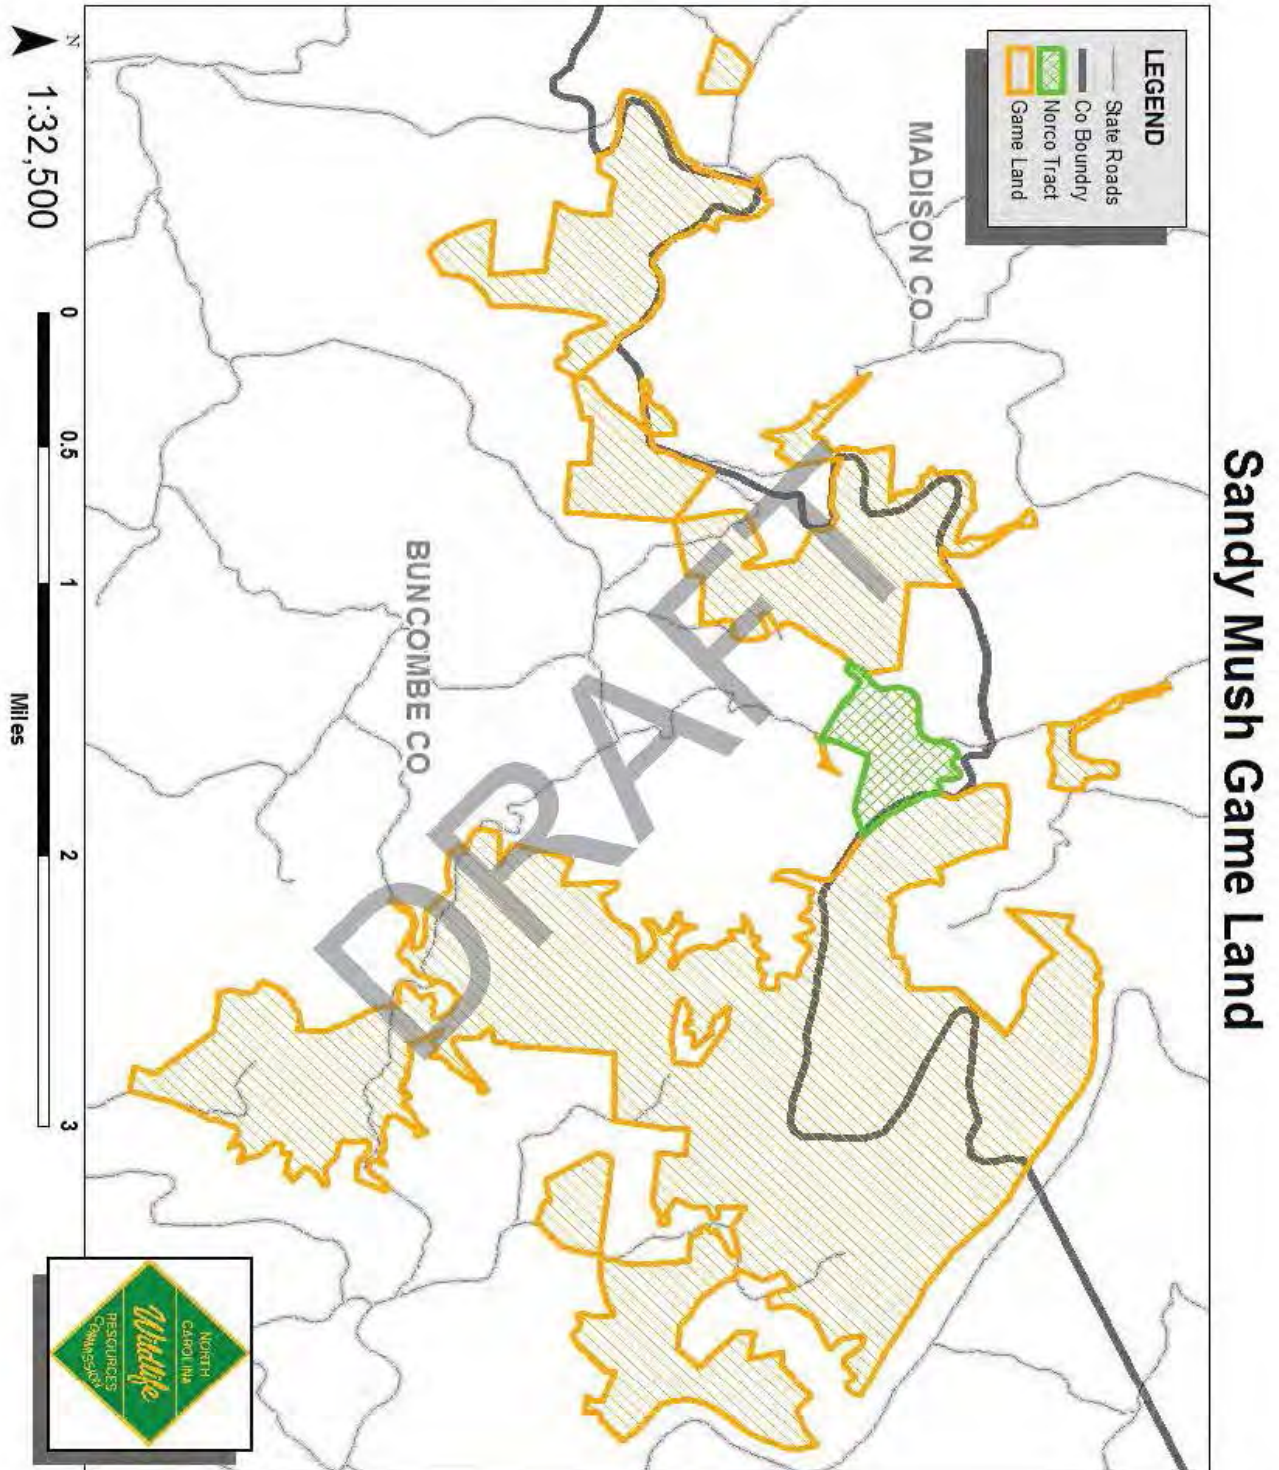 Sandy Mush Game Land
LEGEND
State Roads
Co Boundry
Norco Tract
Game Land
MADISON CO
BUNCOMBE CO
DRAFT
N
1:32,500
0
0.5
1
2
3
Miles
NORTH
CAROLINA
Wildlife
RESOURCES
COMMISSION